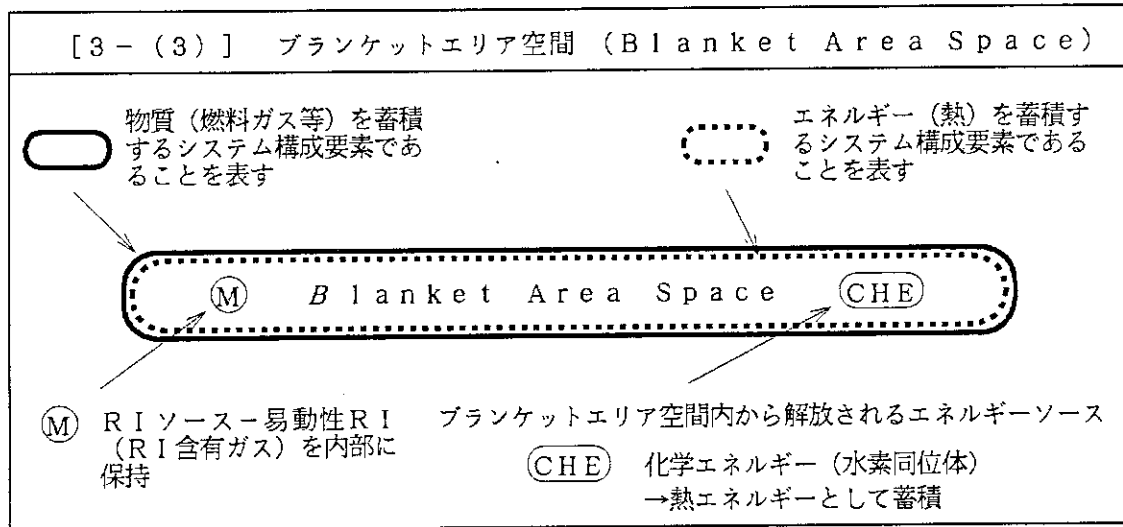 [3-(3)] ブランケットエリア空間 (Blanket Area Space)
物質(燃料ガス等)を蓄積
するシステム構成要素であ
ることを表す
エネルギー(熱)を蓄積す
るシステム構成要素である
ことを表す
M Blanket Area Space CHE
M RIソース-易動性RI
(RI含有ガス)を内部に
保持
ブランケットエリア空間内から解放されるエネルギーソース
CHE 化学エネルギー(水素同位体)
→熱エネルギーとして蓄積